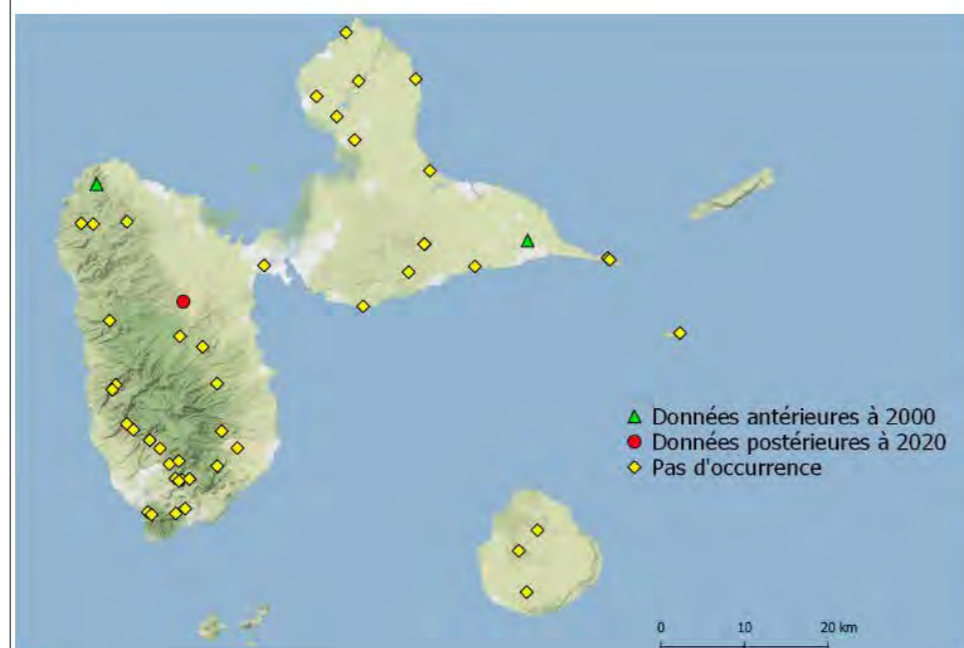 Données antérieures à 2000
Données postérieures à 2020
Pas d'occurrence
0 10 20 km